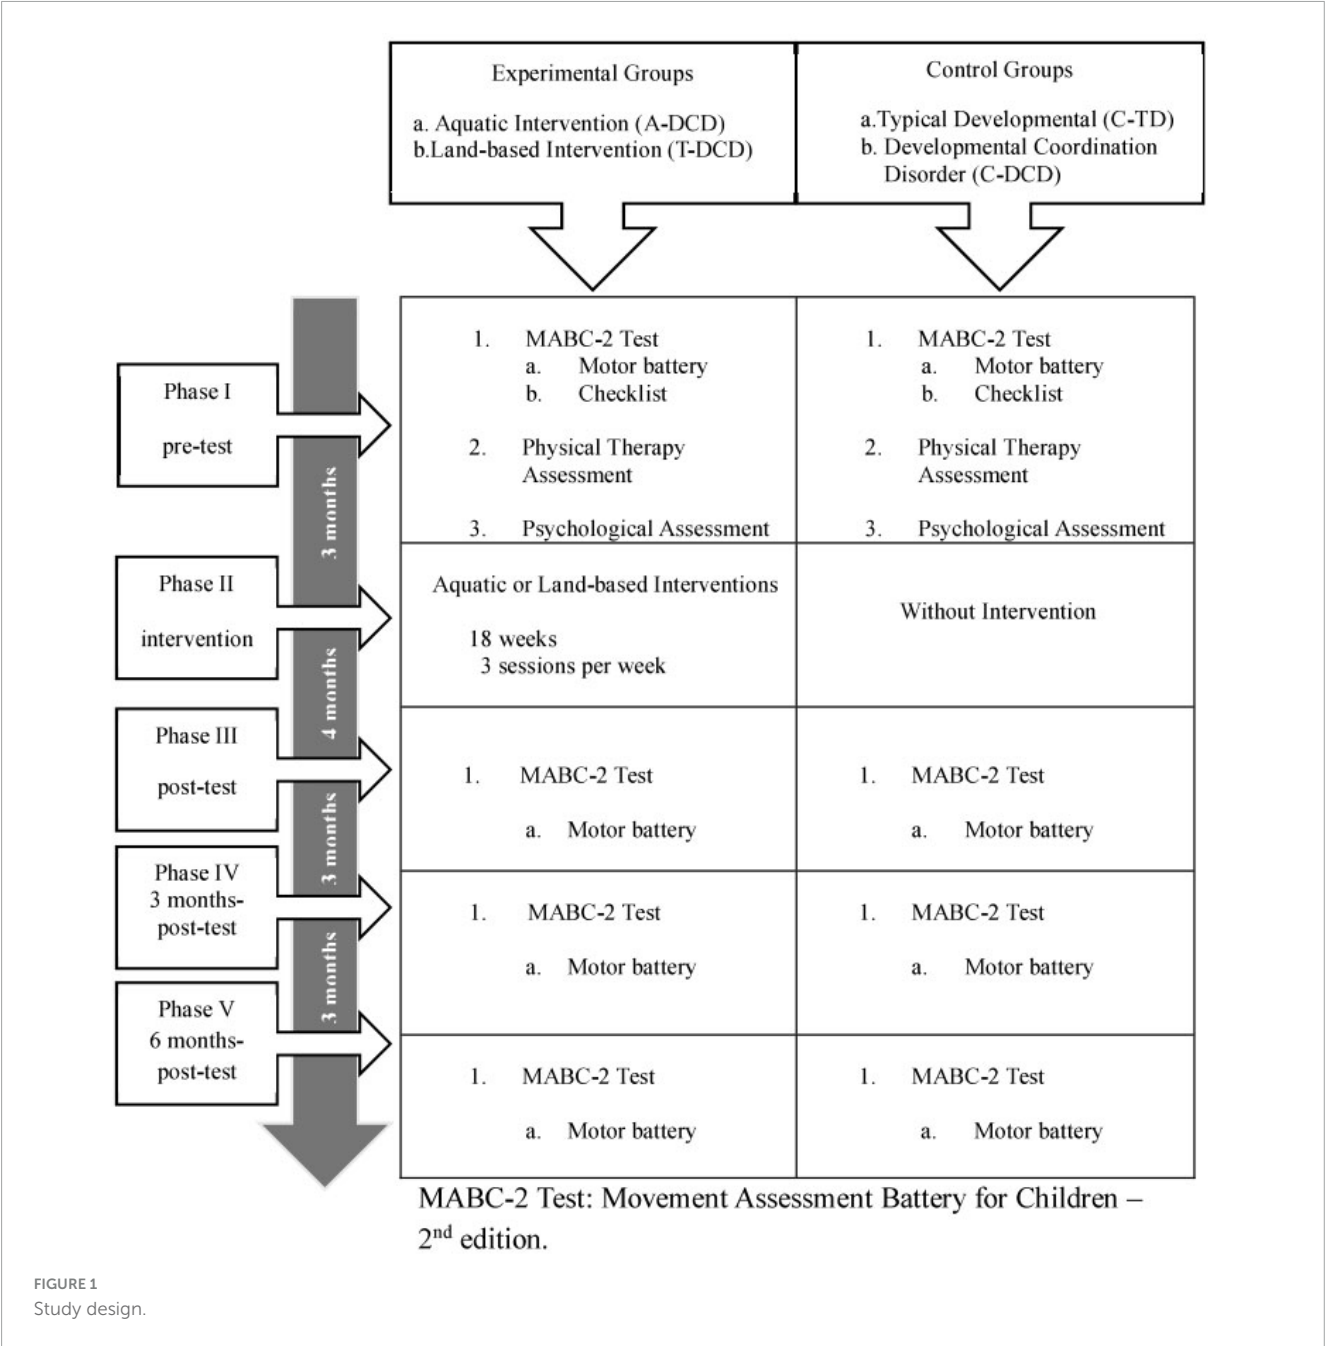 Experimental Groups
a. Aquatic Intervention (A-DCD)
b.Land-based Intervention (T-DCD)
Control Groups
a.Typical Developmental (C-TD)
b. Developmental Coordination
Disorder (C-DCD)
Phase I
pre-test
3 months
1. MABC-2 Test
a. Motor battery
b. Checklist
2. Physical Therapy
Assessment
3. Psychological Assessment
1. MABC-2 Test
a. Motor battery
b. Checklist
2. Physical Therapy
Assessment
3. Psychological Assessment
Phase II
intervention
4 months
Aquatic or Land-based Interventions
18 weeks
3 sessions per week
Without Intervention
Phase III
post-test
3 months
1. MABC-2 Test
a. Motor battery
1. MABC-2 Test
a. Motor battery
Phase IV
3 months-
post-test
3 months
1. MABC-2 Test
a. Motor battery
1. MABC-2 Test
a. Motor battery
Phase V
6 months-
post-test
1. MABC-2 Test
a. Motor battery
1. MABC-2 Test
a. Motor battery
MABC-2 Test: Movement Assessment Battery for Children –
2nd edition.
FIGURE 1
Study design.